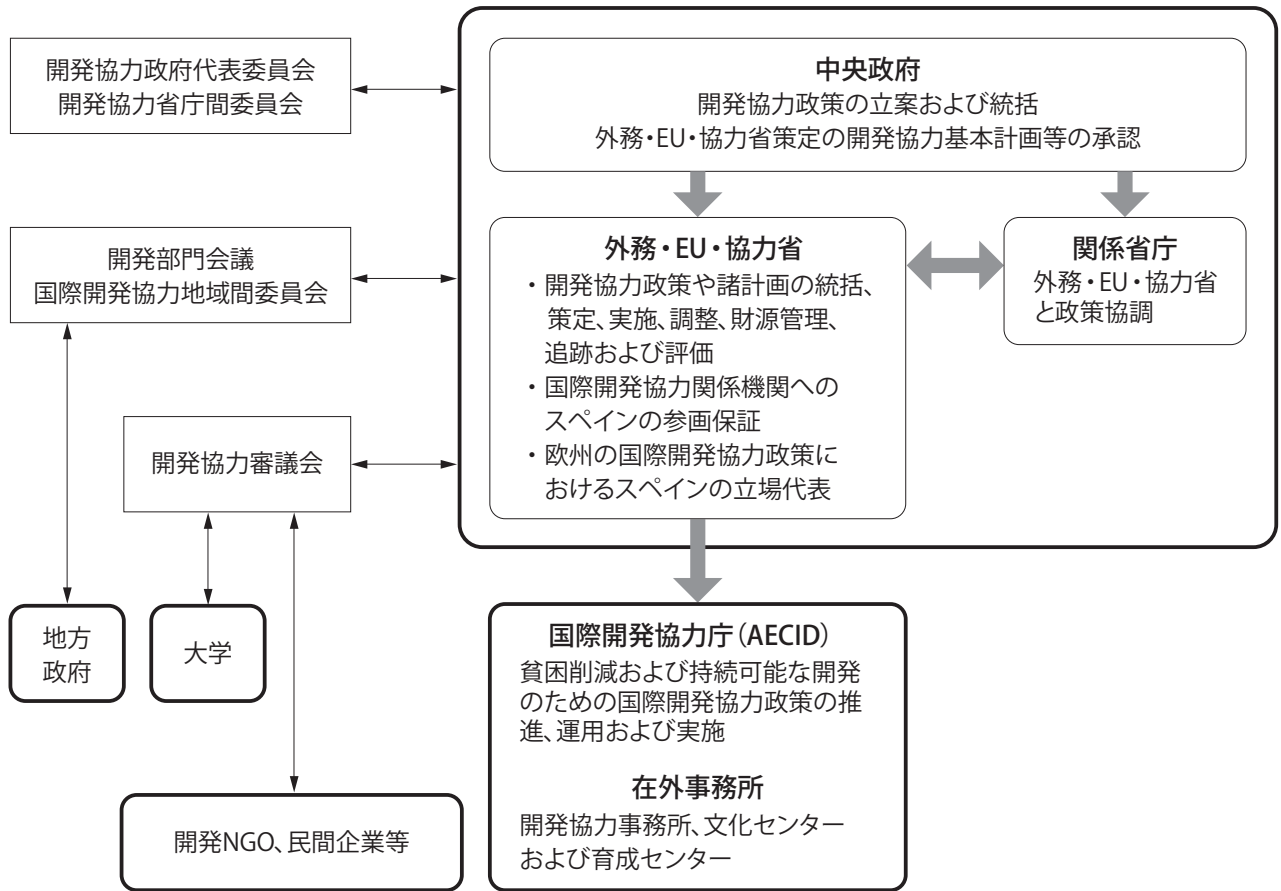 開発協力政府代表委員会
開発協力省庁間委員会
中央政府
開発協力政策の立案および統括
外務・EU・協力省策定の開発協力基本計画等の承認
開発部門会議
国際開発協力地域間委員会
外務・EU・協力省
・開発協力政策や諸計画の統括、
策定、実施、調整、財源管理、
追跡および評価
・国際開発協力関係機関への
スペインの参画保証
・欧州の国際開発協力政策に
おけるスペインの立場代表
関係省庁
外務・EU・協力省
と政策協調
開発協力審議会
地方
政府
大学
開発NGO、民間企業等
国際開発協力庁（AECID）
貧困削減および持続可能な開発
のための国際開発協力政策の推
進、運用および実施
在外事務所
開発協力事務所、文化センター
および育成センター